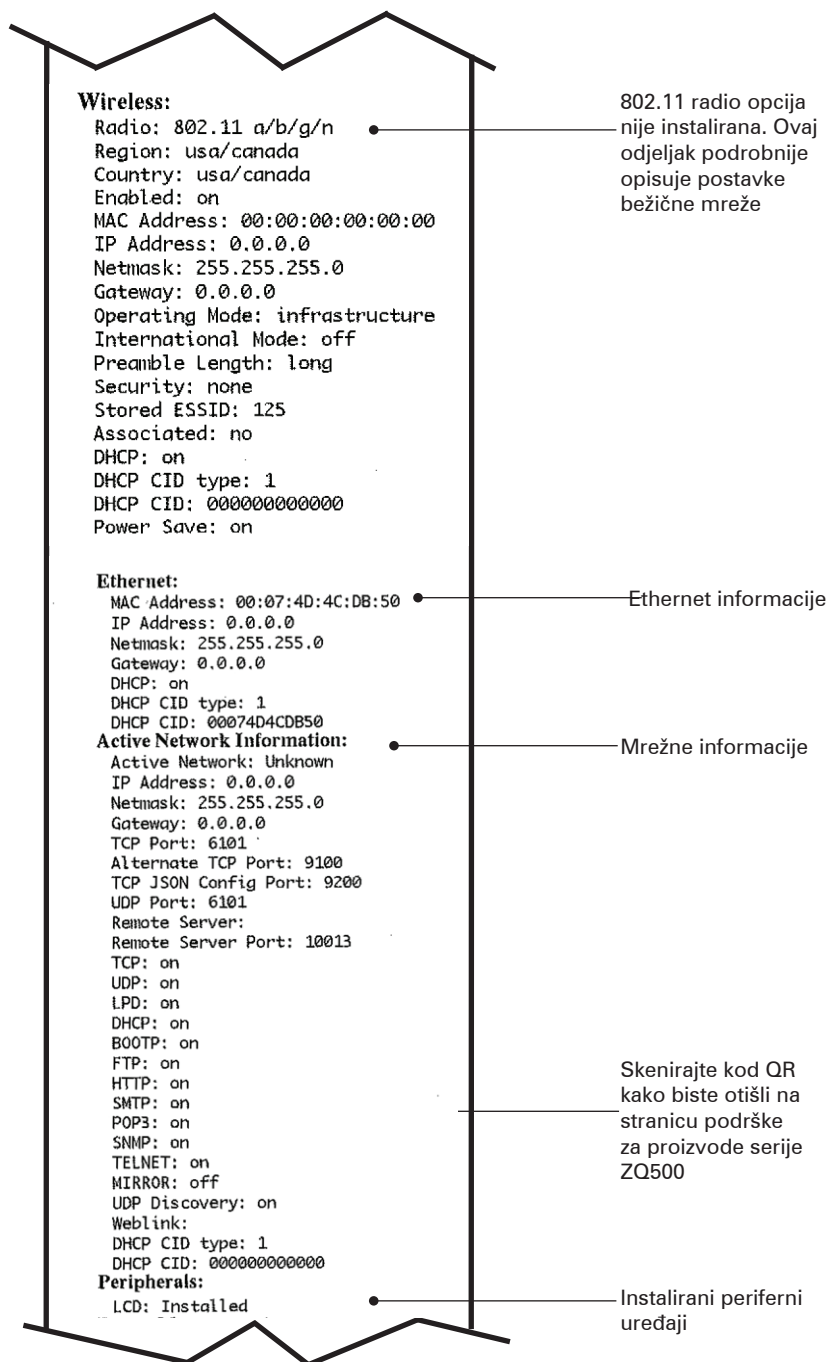 Wireless:
Radio: 802.11 a/b/g/n
Region: usa/canada
Country: usa/canada
Enabled: on
MAC Address: 00:00:00:00:00:00
IP Address: 0.0.0.0
Netmask: 255.255.255.0
Gateway: 0.0.0.0
Operating Mode: infrastructure
International Mode: off
Preamble Length: long
Security: none
Stored ESSID: 125
Associated: no
DHCP: on
DHCP CID type: 1
DHCP CID: 000000000000
Power Save: on
802.11 radio opcija
nije instalirana. Ovaj
odjeljak podrobnije
opisuje postavke
bežične mreže
Ethernet:
MAC Address: 00:07:4D:4C:DB:50
IP Address: 0.0.0.0
Netmask: 255.255.255.0
Gateway: 0.0.0.0
DHCP: on
DHCP CID type: 1
DHCP CID: 00074D4CDB50
Ethernet informacije
Active Network Information:
Active Network: Unknown
IP Address: 0.0.0.0
Netmask: 255.255.255.0
Gateway: 0.0.0.0
TCP Port: 6101
Alternate TCP Port: 9100
TCP JSON Config Port: 9200
UDP Port: 6101
Remote Server:
Remote Server Port: 10013
TCP: on
UDP: on
LPD: on
DHCP: on
BOOTP: on
FTP: on
HTTP: on
SMTP: on
POP3: on
SNMP: on
TELNET: on
MIRROR: off
UDP Discovery: on
Weblink:
DHCP CID type: 1
DHCP CID: 000000000000
Mrežne informacije
Skenirajte kod QR
kako biste otišli na
stranicu podrške
za proizvode serije
ZQ500
Peripherals:
LCD: Installed
Instalirani periferni
uređaji